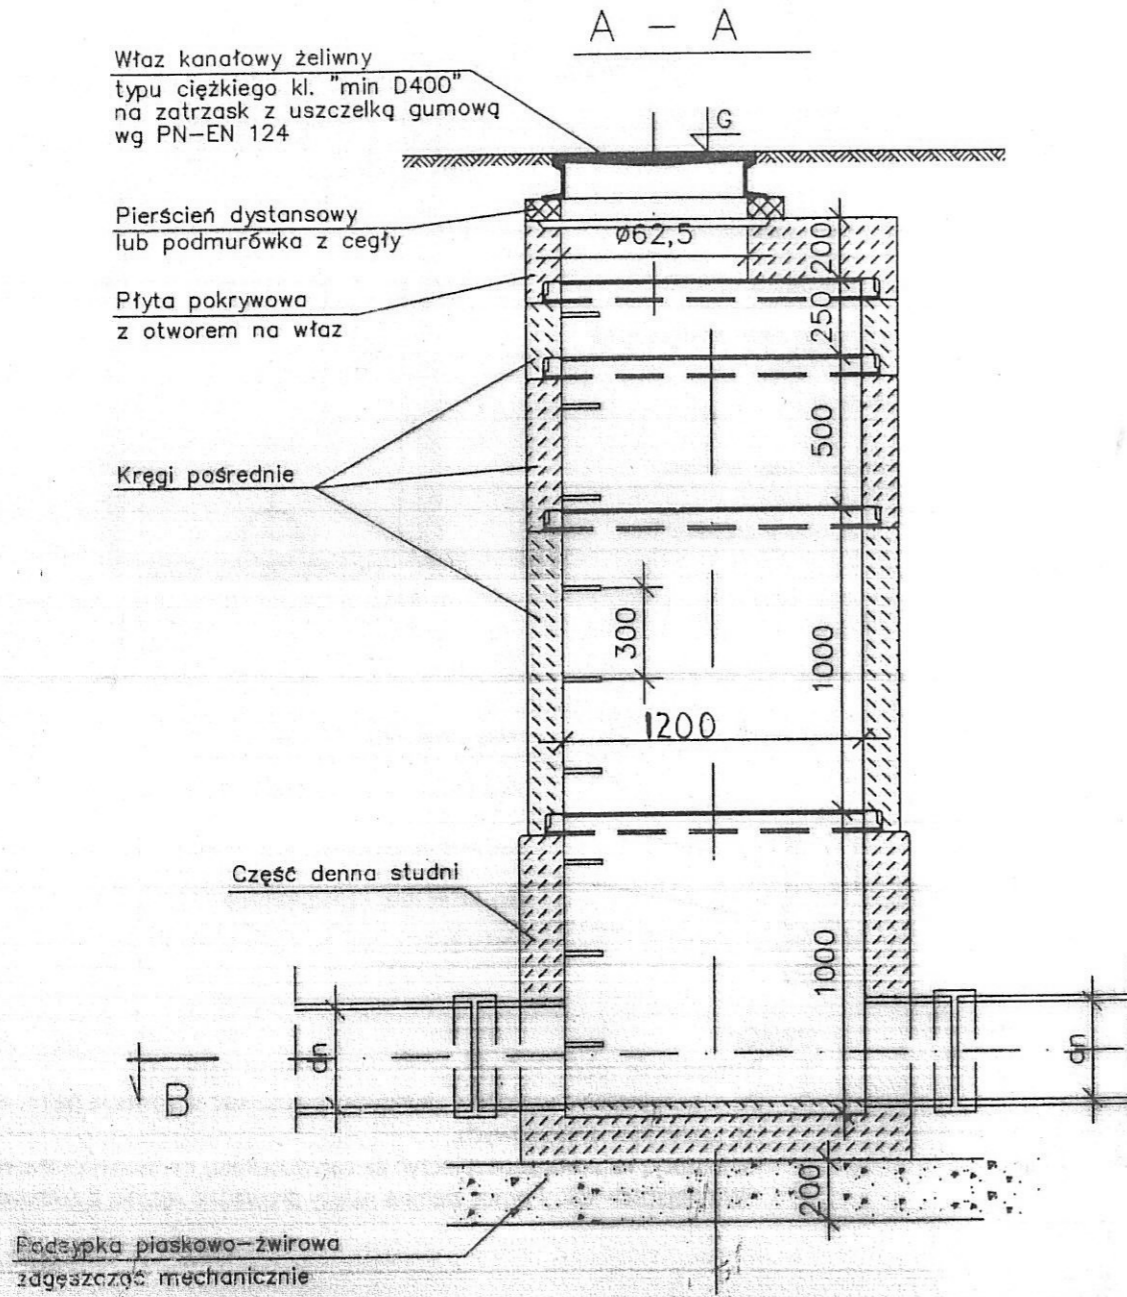 A – A
Właz kanałowy żeliwny
typu ciężkiego kl. "min D400"
na zatrzask z uszczelką gumową
wg PN-EN 124
G
Pierścień dystansowy
lub podmurówka z cegły
ø62,5
200
Płyta pokrywowa
z otworem na właz
250
500
Kręgi pośrednie
300
1000
1200
Część denna studni
1000
dn
dn
B
200
Podsypka piaskowo-żwirowa
zagęszczać mechanicznie